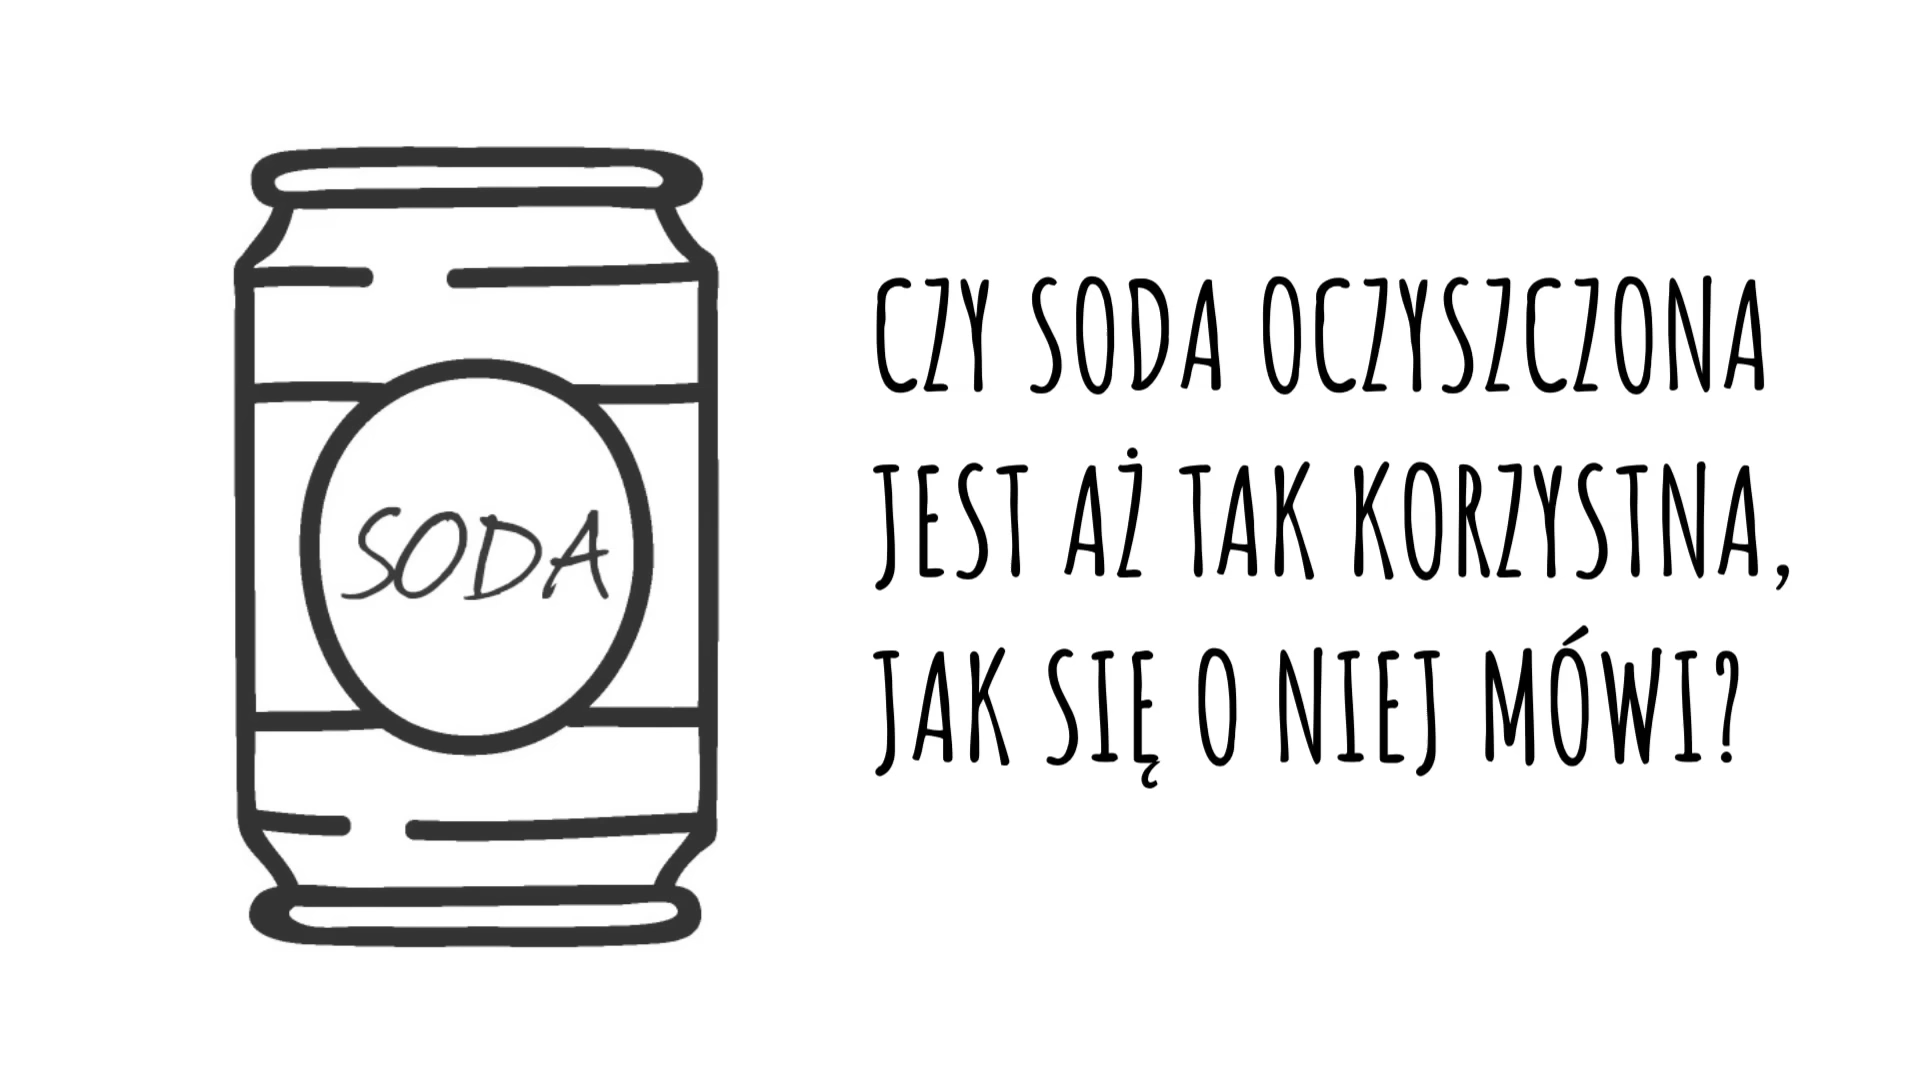 SODA
CZY SODA OCZYSZCZONA
JEST AŻ TAK KORZYSTNA,
JAK SIĘ O NIEJ MÓWI?